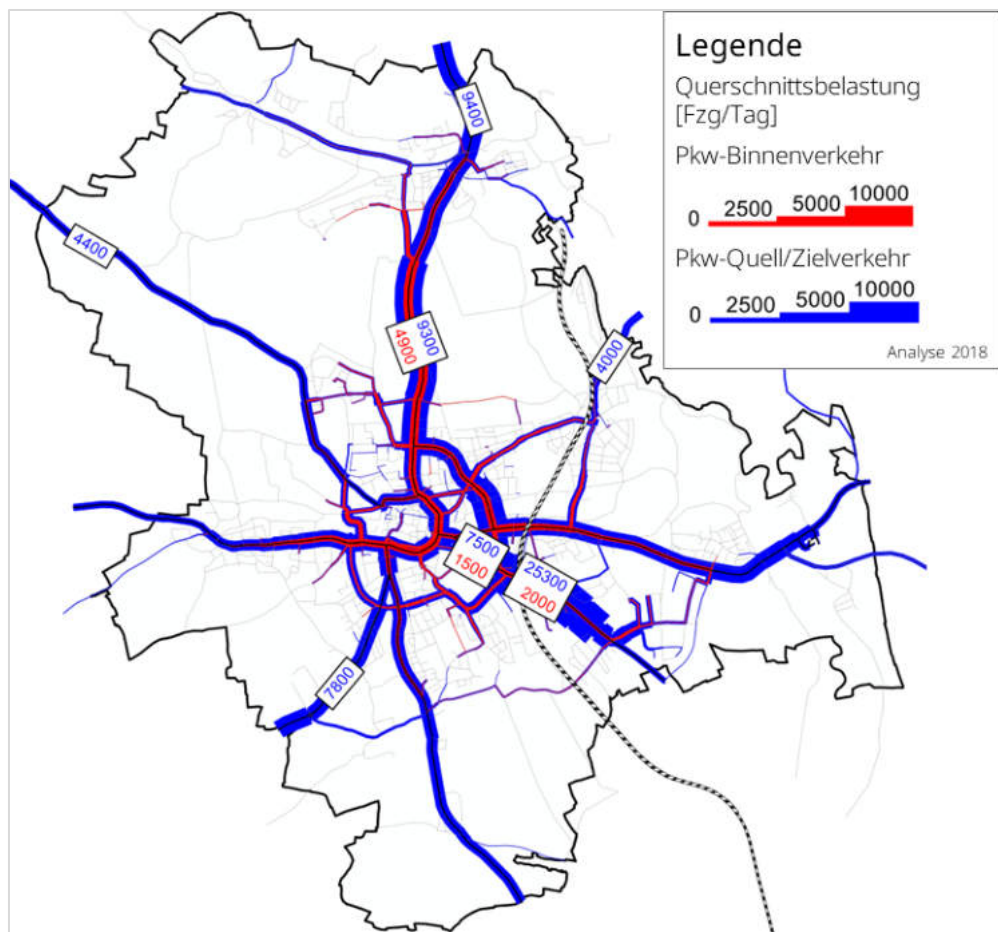 Legende
Querschnittsbelastung
[Fzg/Tag]
Pkw-Binnenverkehr
0 2500 5000 10000
Pkw-Quell/Zielverkehr
0 2500 5000 10000
Analyse 2018
9400
4400
9300
4900
4000
7500
1500
25300
2000
7800